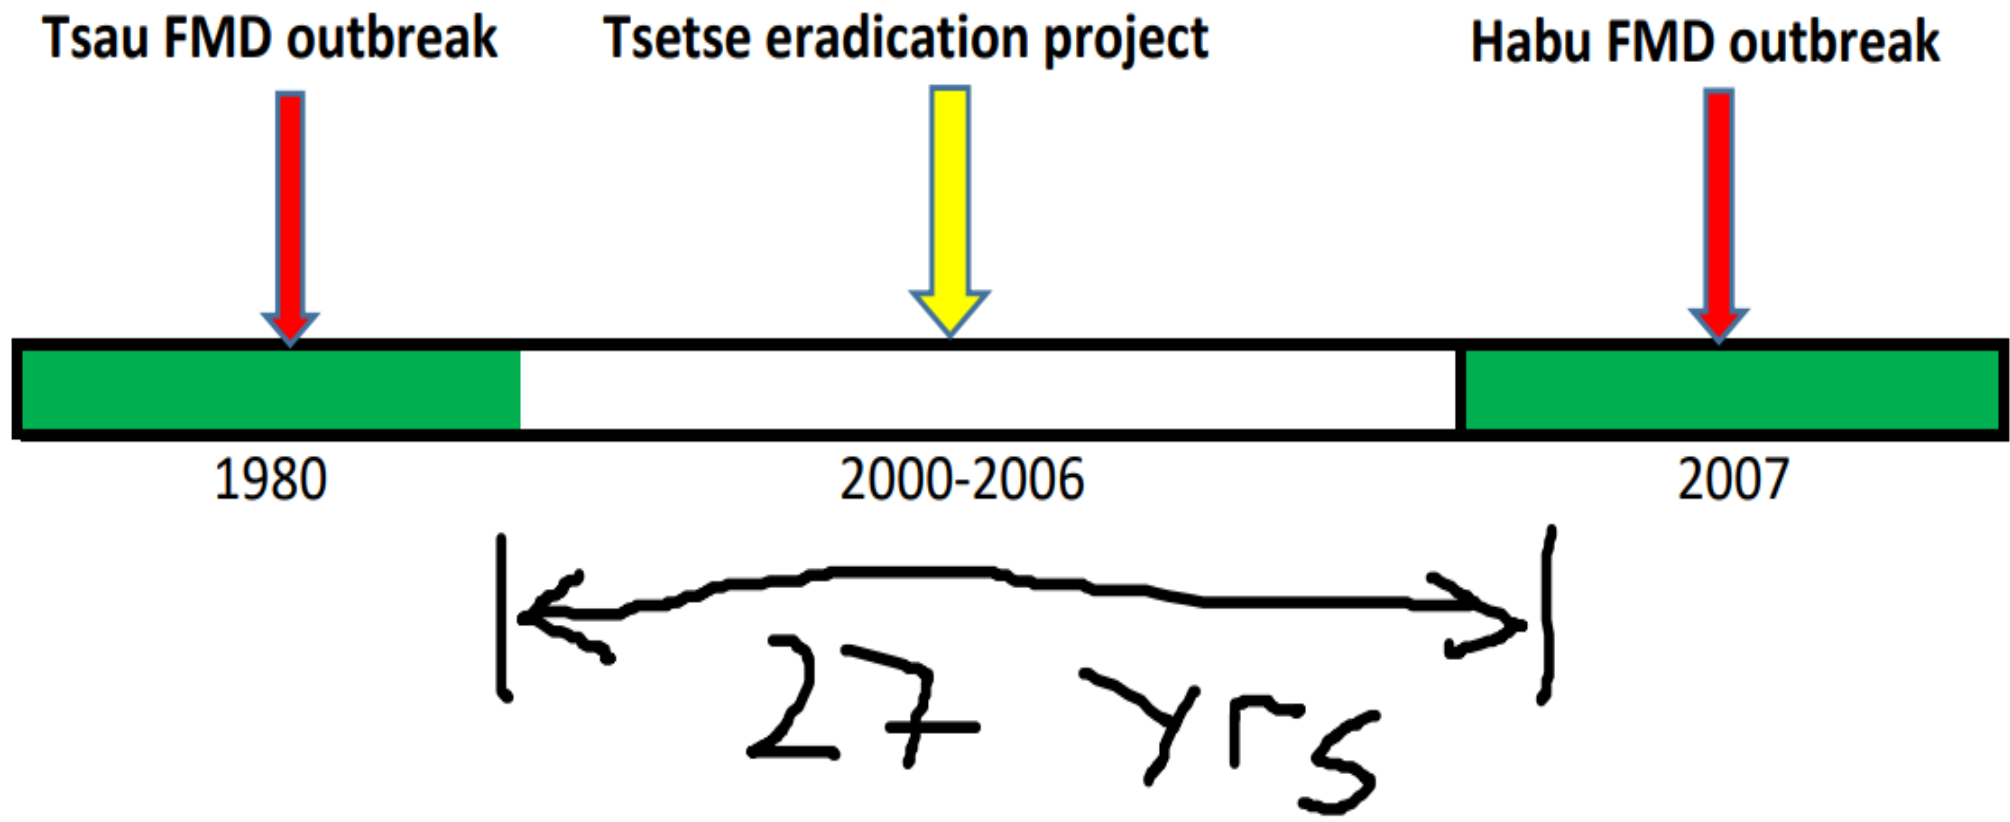 Tsau FMD outbreak Tsetse eradication project Habu FMD outbreak
1980 2000-2006 2007
27 yrs